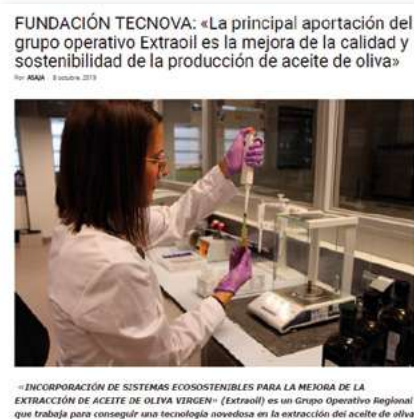 FUNDACIÓN TECNOVA: «La principal aportación del
grupo operativo Extraoil es la mejora de la calidad y
sostenibilidad de la producción de aceite de oliva»
Por ASAJA - 8 octubre, 2019
«INCORPORACIÓN DE SISTEMAS ECOSOSTENIBLES PARA LA MEJORA DE LA
EXTRACCIÓN DE ACEITE DE OLIVA VIRGEN» (Extraoil) es un Grupo Operativo Regional
que trabaja para conseguir una tecnología novedosa en la extracción del aceite de oliva